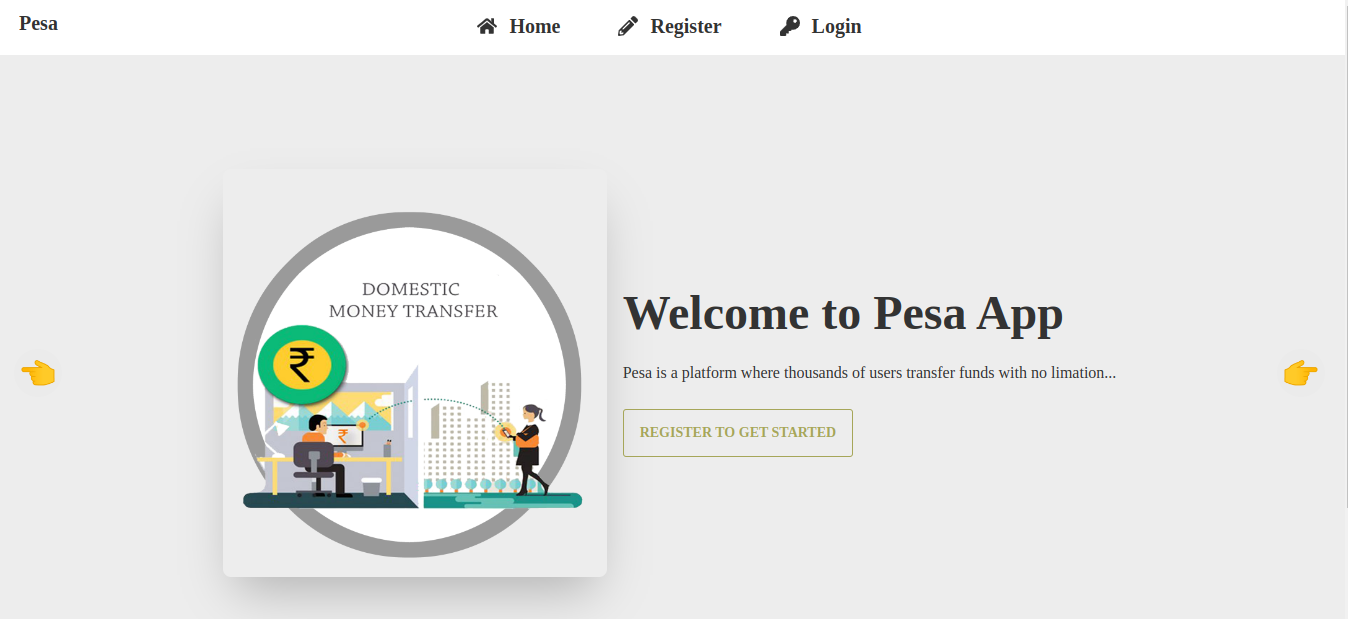 Pesa
Home
Register
Login
DOMESTIC
MONEY TRANSFER
₹
₹
Welcome to Pesa App
Pesa is a platform where thousands of users transfer funds with no limation...
REGISTER TO GET STARTED